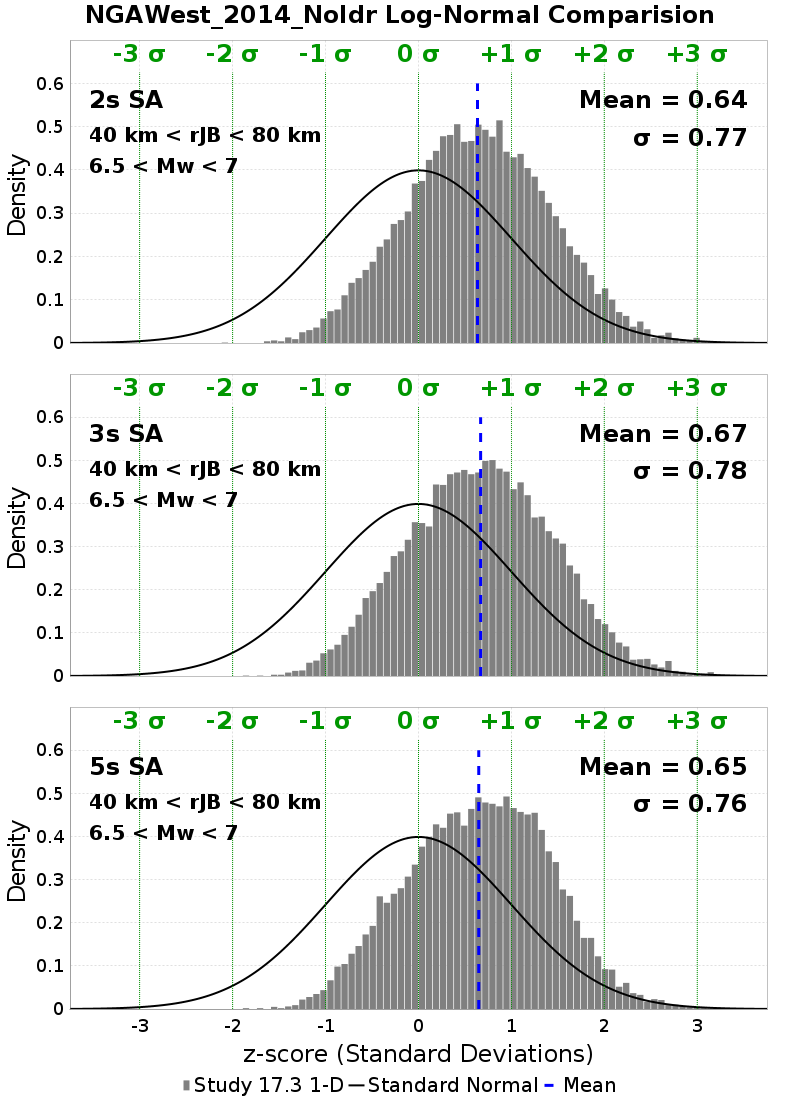 NGAWest_2014_NoIdr Log-Normal Comparision
-3 σ -2 σ -1 σ 0 σ +1 σ +2 σ +3 σ
0.6
2s SA Mean = 0.64
0.5
40 km < rJB < 80 km σ = 0.77
6.5 < Mw < 7
0.4
Density
0.3
0.2
0.1
0
-3 σ -2 σ -1 σ 0 σ +1 σ +2 σ +3 σ
0.6
3s SA Mean = 0.67
0.5
40 km < rJB < 80 km σ = 0.78
6.5 < Mw < 7
0.4
Density
0.3
0.2
0.1
0
-3 σ -2 σ -1 σ 0 σ +1 σ +2 σ +3 σ
0.6
5s SA Mean = 0.65
0.5
40 km < rJB < 80 km σ = 0.76
6.5 < Mw < 7
0.4
Density
0.3
0.2
0.1
0
-3 -2 -1 0 1 2 3
z-score (Standard Deviations)
Study 17.3 1-D Standard Normal Mean